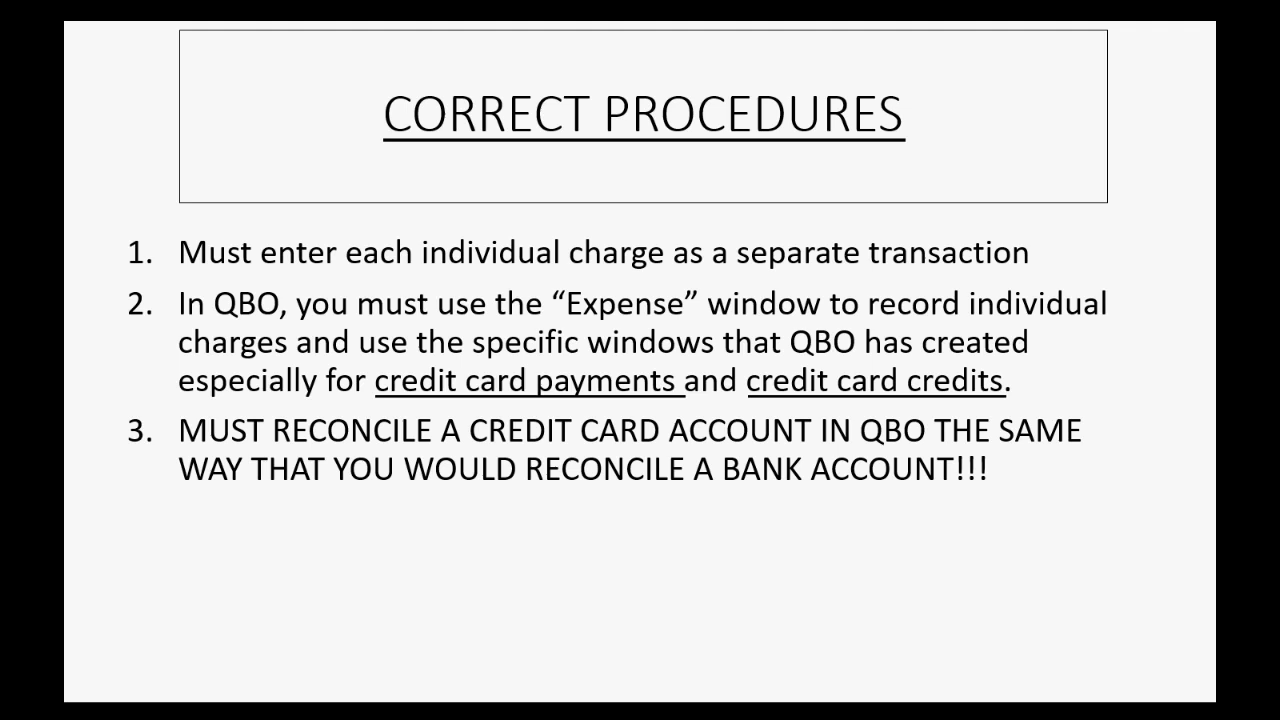 CORRECT PROCEDURES
1. Must enter each individual charge as a separate transaction
2. In QBO, you must use the “Expense” window to record individual
charges and use the specific windows that QBO has created
especially for credit card payments and credit card credits.
3. MUST RECONCILE A CREDIT CARD ACCOUNT IN QBO THE SAME
WAY THAT YOU WOULD RECONCILE A BANK ACCOUNT!!!